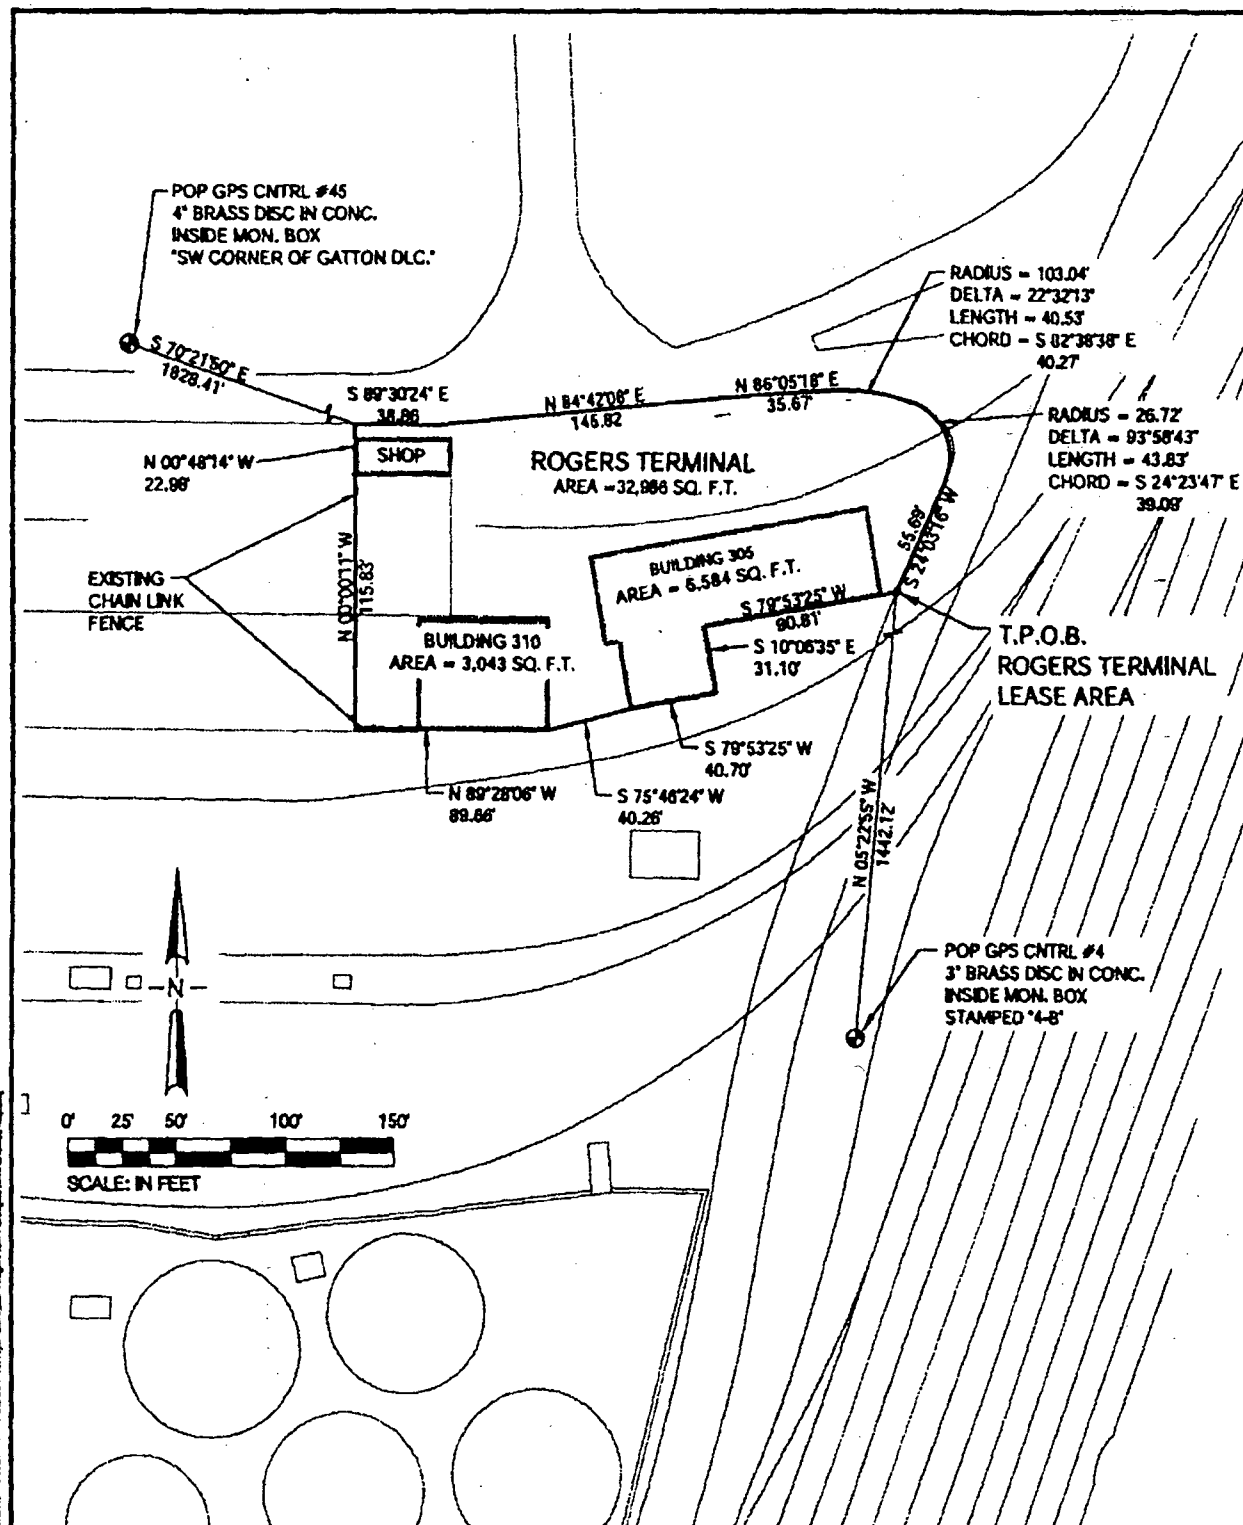 POP GPS CNTRL #45
4" BRASS DISC IN CONC.
INSIDE MON. BOX
"SW CORNER OF GATTON DLC."
RADIUS = 103.04'
DELTA = 22°32'13"
LENGTH = 40.53'
CHORD = S 82°38'38" E
40.27'
S 70°21'50" E
1828.41'
S 89°30'24" E
38.86
N 84°42'08" E
145.82
N 86°05'18" E
35.67'
RADIUS = 26.72'
DELTA = 93°58'43"
LENGTH = 43.83'
CHORD = S 24°23'47" E
39.09'
N 00°48'14" W
22.98'
SHOP
ROGERS TERMINAL
AREA =32,986 SQ. F.T.
55.69'
S 24°03'16" W
EXISTING
CHAIN LINK
FENCE
N 00°00'11" W
115.83'
BUILDING 305
AREA = 6,584 SQ. F.T.
S 79°53'25" W
90.81'
BUILDING 310
AREA = 3,043 SQ. F.T.
S 10°06'35" E
31.10'
T.P.O.B.
ROGERS TERMINAL
LEASE AREA
S 79°53'25" W
40.70'
N 89°28'06" W
89.66'
S 75°46'24" W
40.26'
N 05°22'55" W
1442.12'
POP GPS CNTRL #4
3" BRASS DISC IN CONC.
INSIDE MON. BOX
STAMPED "4-B"
N
0' 25' 50' 100' 150'
SCALE: IN FEET